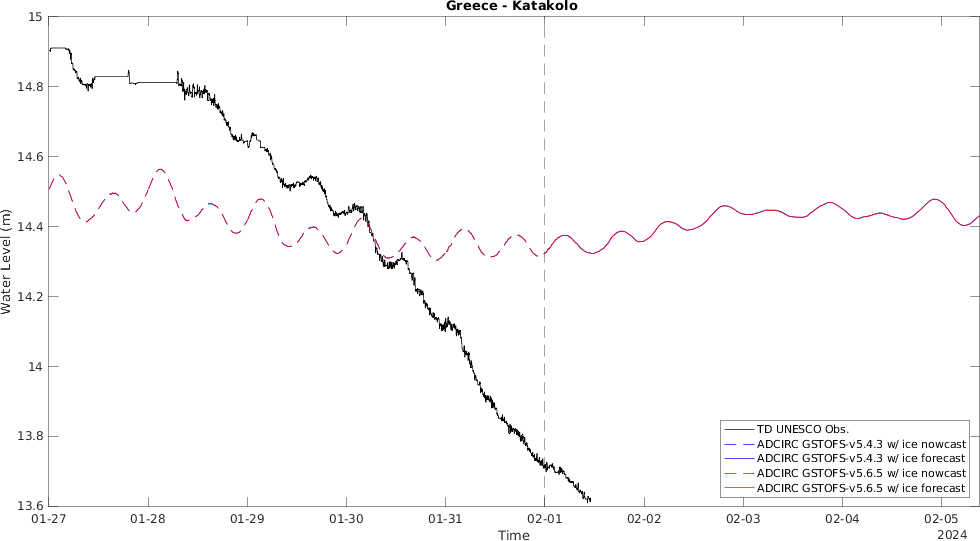 Greece - Katakolo
15
14.8
14.6
14.4
14.2
14
13.8
13.6
Water Level (m)
01-27
01-28
01-29
01-30
01-31
02-01
02-02
02-03
02-04
02-05
Time
2024
TD UNESCO Obs.
ADCIRC GSTOFS-v5.4.3 w/ ice nowcast
ADCIRC GSTOFS-v5.4.3 w/ ice forecast
ADCIRC GSTOFS-v5.6.5 w/ ice nowcast
ADCIRC GSTOFS-v5.6.5 w/ ice forecast